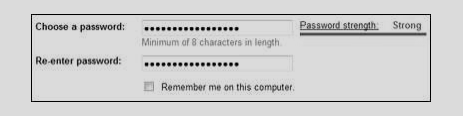 Choose a password: ●●●●●●●●●●●●●●●●● Password strength: Strong
Minimum of 8 characters in length.
Re-enter password: ●●●●●●●●●●●●●●●●●
Remember me on this computer.